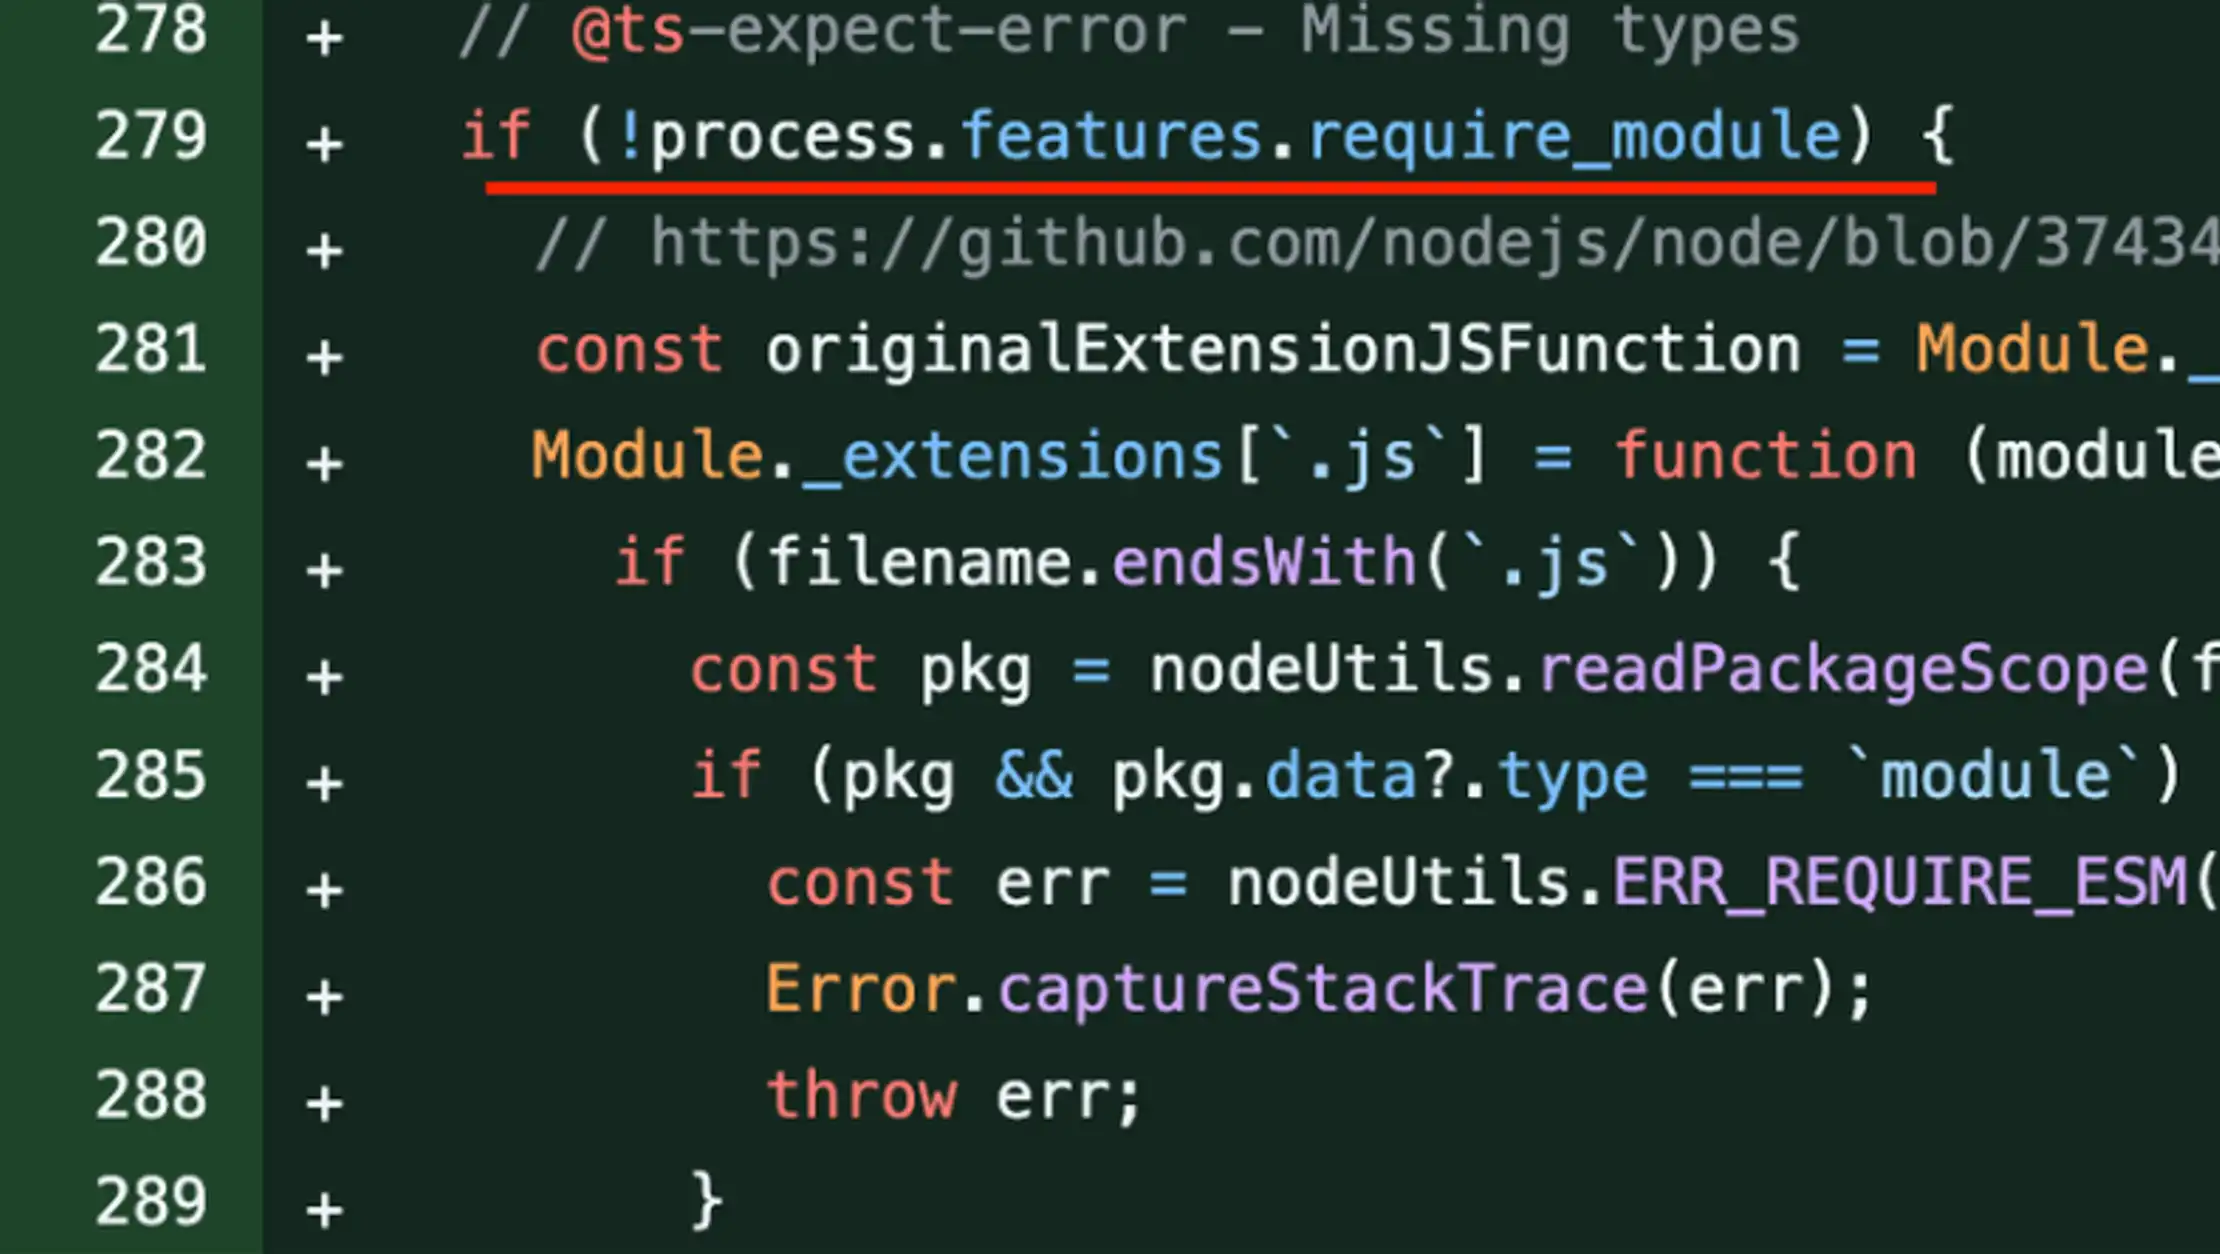 278 + // @ts-expect-error - Missing types
279 + if (!process.features.require_module) {
280 + // https://github.com/nodejs/node/blob/37434
281 + const originalExtensionJSFunction = Module._
282 + Module._extensions[`.js`] = function (module
283 + if (filename.endsWith(`.js`)) {
284 + const pkg = nodeUtils.readPackageScope(f
285 + if (pkg && pkg.data?.type === `module`)
286 + const err = nodeUtils.ERR_REQUIRE_ESM(
287 + Error.captureStackTrace(err);
288 + throw err;
289 + }